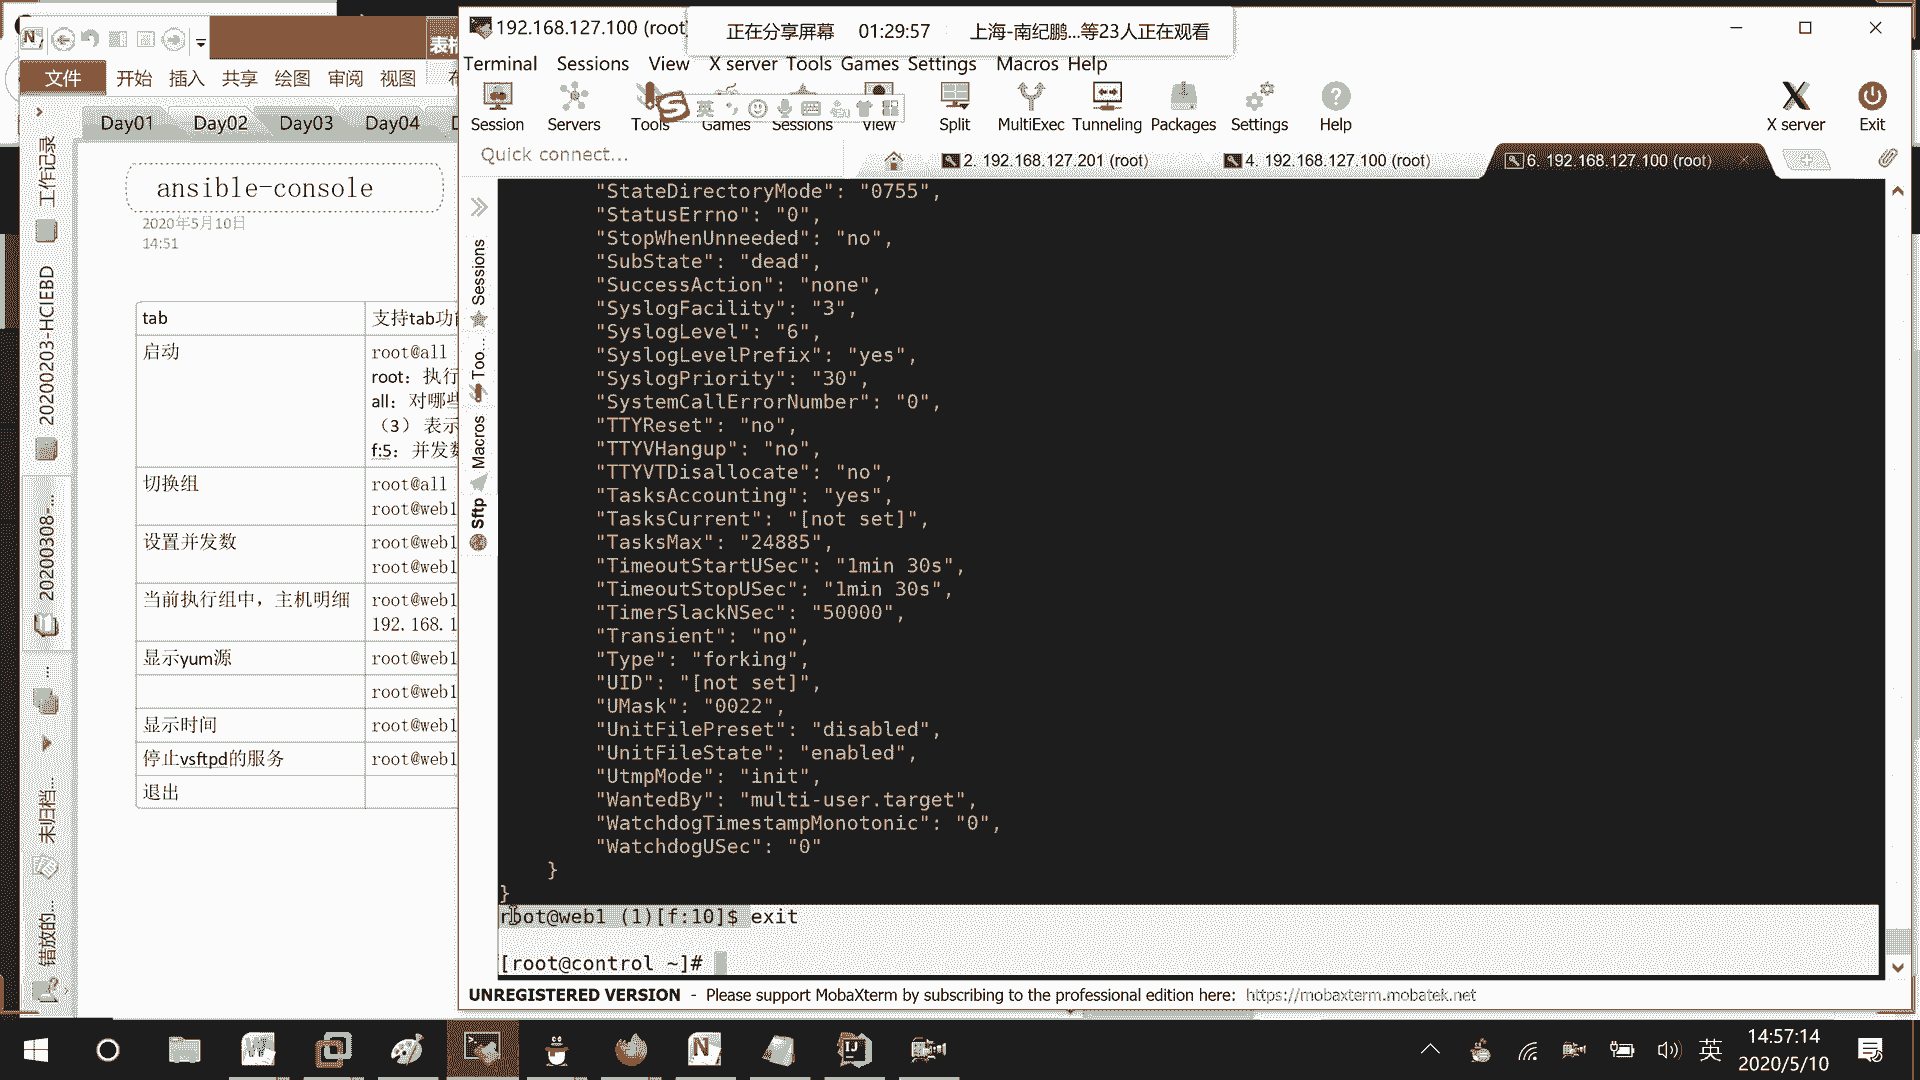 192.168.127.100 (root
正在分享屏幕 01:29:57 上海-南纪鹏...等23人正在观看
表格
文件 开始 插入 共享 绘图 审阅 视图
Terminal Sessions View X server Tools Games Settings Macros Help
Session Servers Tools Games Sessions View Split MultiExec Tunneling Packages Settings Help X server Exit
英
Day01 Day02 Day03 Day04
Quick connect...
2. 192.168.127.201 (root)
4. 192.168.127.100 (root)
6. 192.168.127.100 (root)
工作记录
20200203-HCIEBD
20200308-...
...
未归档...
错放的...
ansible-console
2020年5月10日
14:51
tab 支持tab功
启动 root@all
root：执行
all：对哪些
（3） 表示
f:5：并发数
切换组 root@all
root@web1
设置并发数 root@web1
root@web1
当前执行组中，主机明细 root@web1
192.168.1
显示yum源 root@web1
root@web1
显示时间 root@web1
停止vsftpd的服务 root@web1
退出
Sessions
Too...
Macros
Sftp
"StateDirectoryMode": "0755",
"StatusErrno": "0",
"StopWhenUnneeded": "no",
"SubState": "dead",
"SuccessAction": "none",
"SyslogFacility": "3",
"SyslogLevel": "6",
"SyslogLevelPrefix": "yes",
"SyslogPriority": "30",
"SystemCallErrorNumber": "0",
"TTYReset": "no",
"TTYVHangup": "no",
"TTYVTDisallocate": "no",
"TasksAccounting": "yes",
"TasksCurrent": "[not set]",
"TasksMax": "24885",
"TimeoutStartUSec": "1min 30s",
"TimeoutStopUSec": "1min 30s",
"TimerSlackNSec": "50000",
"Transient": "no",
"Type": "forking",
"UID": "[not set]",
"UMask": "0022",
"UnitFilePreset": "disabled",
"UnitFileState": "enabled",
"UtmpMode": "init",
"WantedBy": "multi-user.target",
"WatchdogTimestampMonotonic": "0",
"WatchdogUSec": "0"
}
}
root@web1 (1)[f:10]$ exit
[root@control ~]#
UNREGISTERED VERSION - Please support MobaXterm by subscribing to the professional edition here: https://mobaxterm.mobatek.net
英
14:57:14
2020/5/10